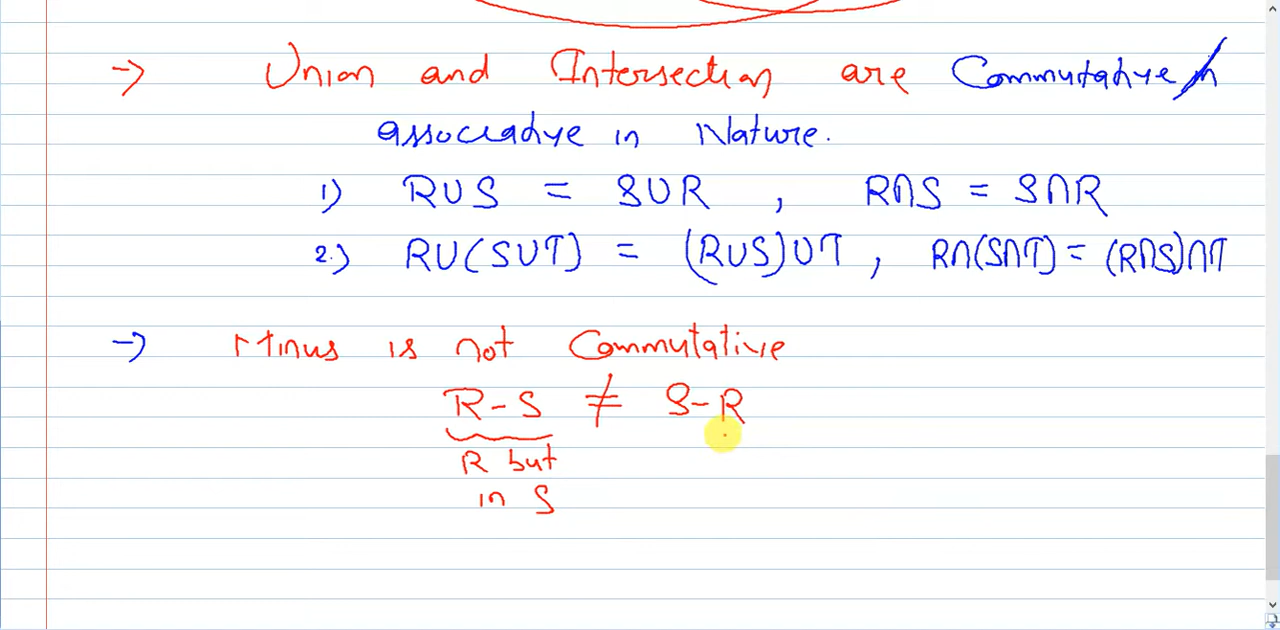 → Union and Intersection are Commutative /
associative in Nature.
1) R∪S = S∪R , R∩S = S∩R
2.) R∪(S∪T) = (R∪S)∪T , R∩(S∩T) = (R∩S)∩T
→ Minus is not Commutative
R-S ≠ S-R
R but
in S